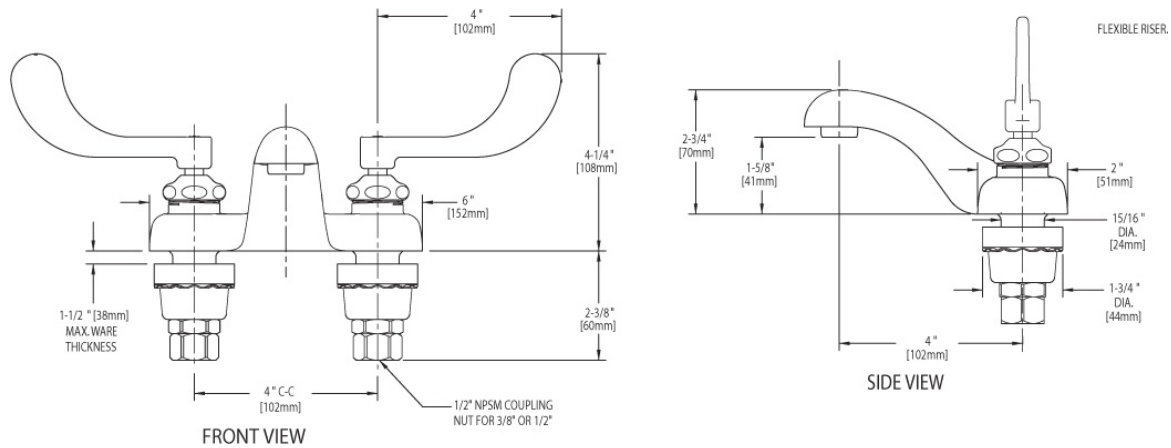 4"
[102mm]
4-1/4"
[108mm]
6"
[152mm]
1-1/2" [38mm]
MAX. WARE
THICKNESS
2-3/8"
[60mm]
4" C-C
[102mm]
1/2" NPSM COUPLING
NUT FOR 3/8" OR 1/2"
FRONT VIEW
FLEXIBLE RISER.
2-3/4"
[70mm]
1-5/8"
[41mm]
2"
[51mm]
15/16"
DIA.
[24mm]
1-3/4"
DIA.
[44mm]
4"
[102mm]
SIDE VIEW